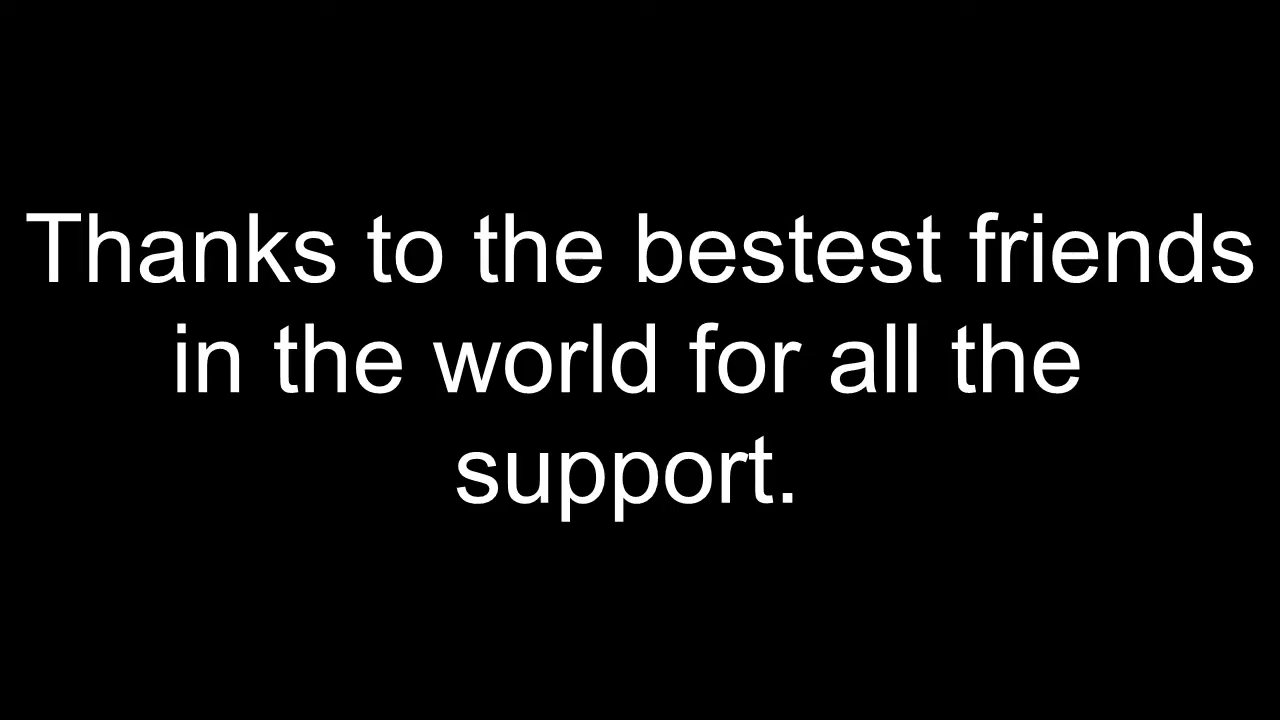 Thanks to the bestest friends
in the world for all the
support.